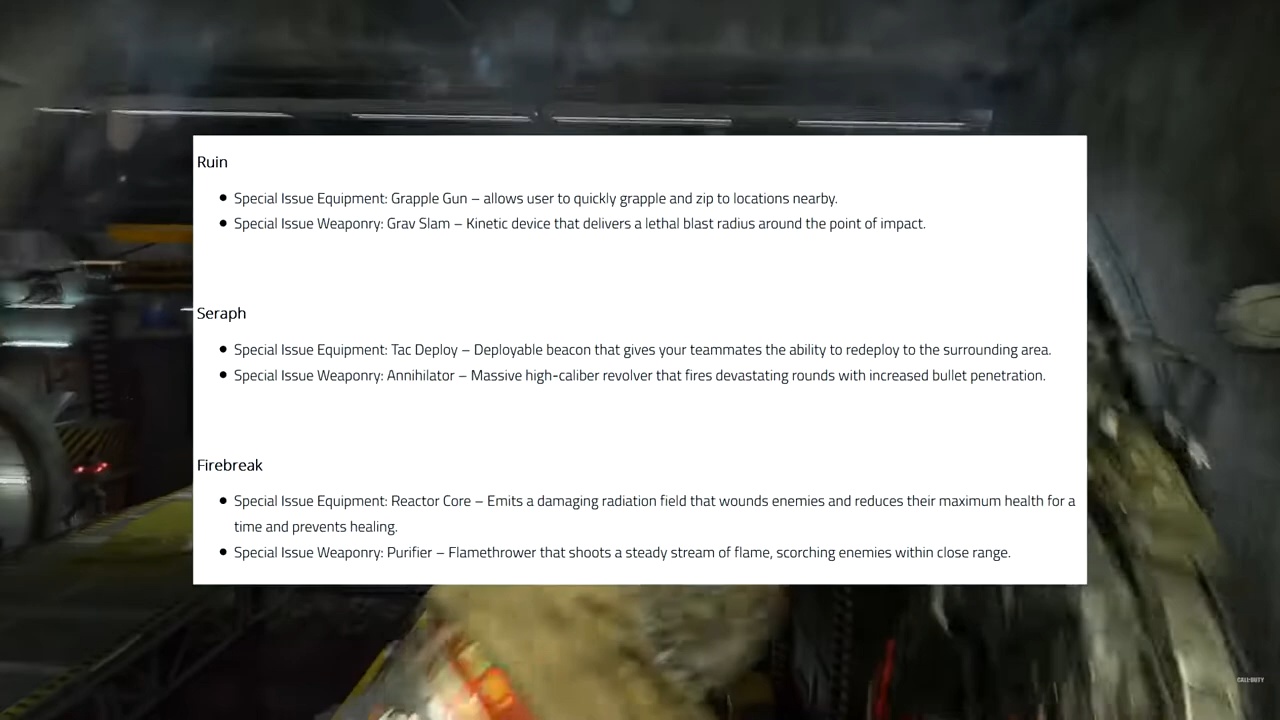 Ruin
● Special Issue Equipment: Grapple Gun – allows user to quickly grapple and zip to locations nearby.
● Special Issue Weaponry: Grav Slam – Kinetic device that delivers a lethal blast radius around the point of impact.
Seraph
● Special Issue Equipment: Tac Deploy – Deployable beacon that gives your teammates the ability to redeploy to the surrounding area.
● Special Issue Weaponry: Annihilator – Massive high-caliber revolver that fires devastating rounds with increased bullet penetration.
Firebreak
● Special Issue Equipment: Reactor Core – Emits a damaging radiation field that wounds enemies and reduces their maximum health for a
time and prevents healing.
● Special Issue Weaponry: Purifier – Flamethrower that shoots a steady stream of flame, scorching enemies within close range.
CALL OF DUTY